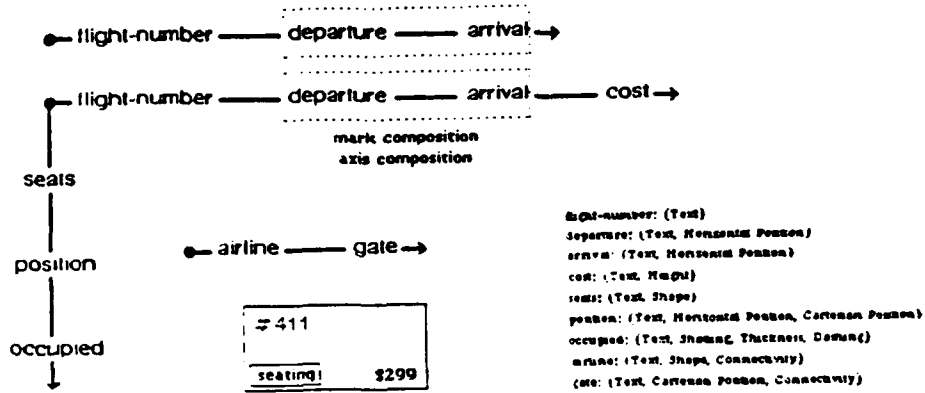 flight-number departure arrival
flight-number departure arrival cost
mark composition
axis composition
seats
position
occupied
airline gate
#411
seating! $299
flight-number: (Text)
departure: (Text, Horizontal Position)
arrival: (Text, Horizontal Position)
cost: (Text, Height)
seats: (Text, Shape)
position: (Text, Horizontal Position, Cartesian Position)
occupied: (Text, Shading, Thickness, Dashing)
airline: (Text, Shape, Connectivity)
gate: (Text, Cartesian Position, Connectivity)